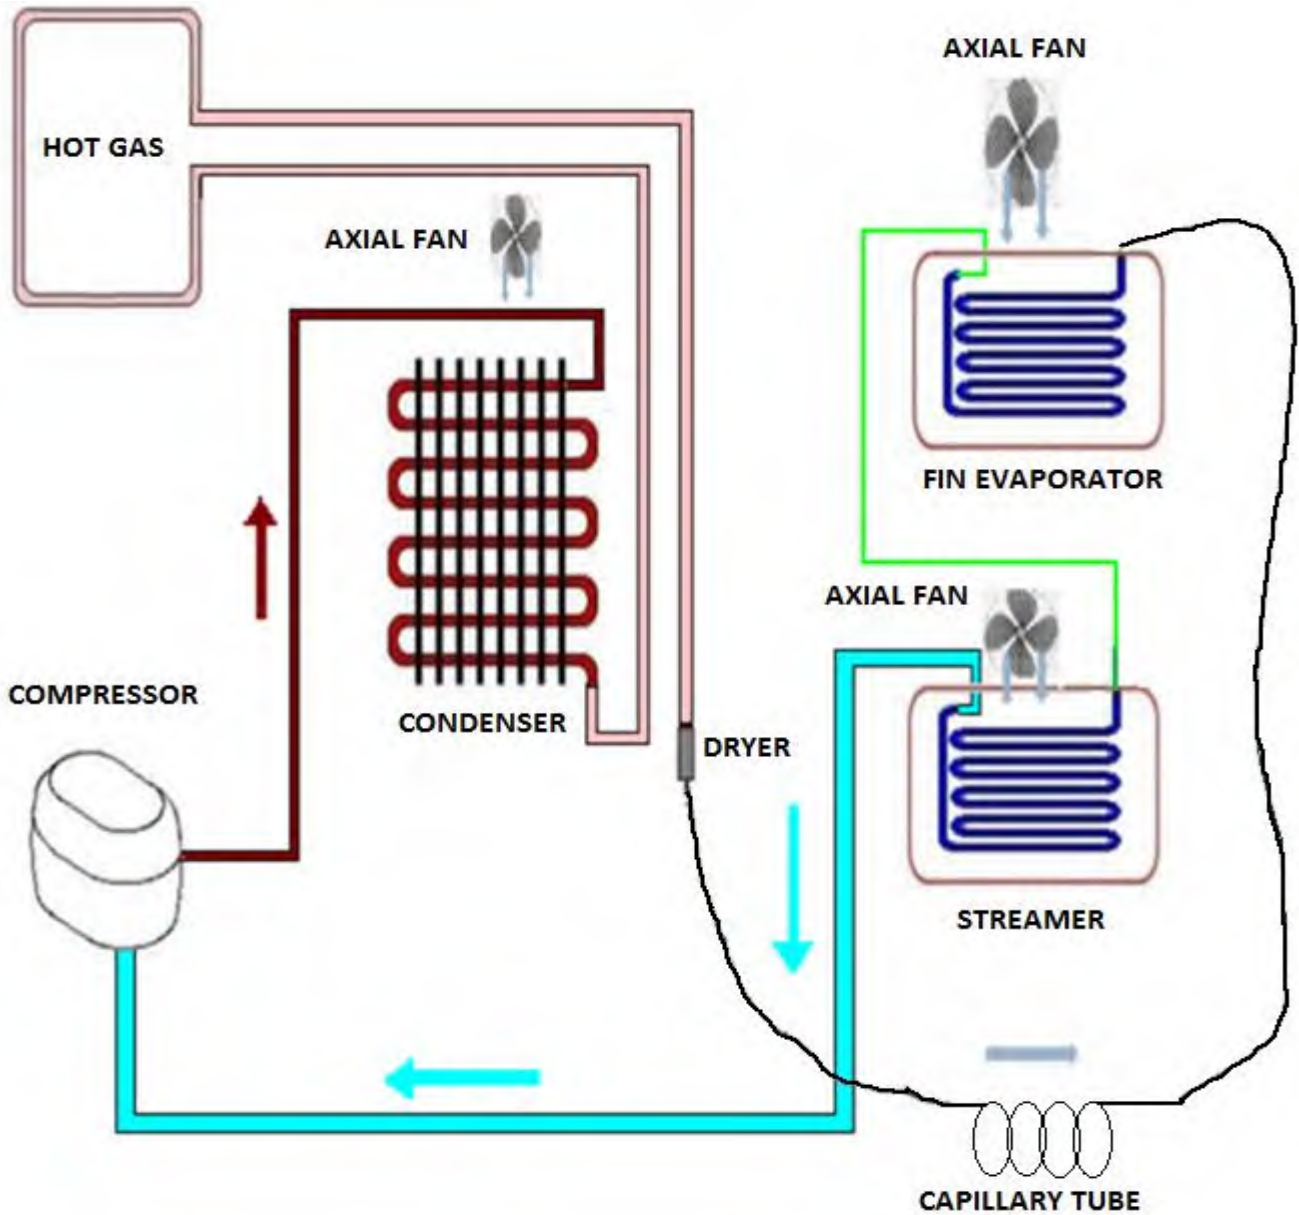 AXIAL FAN
HOT GAS
AXIAL FAN
FIN EVAPORATOR
AXIAL FAN
COMPRESSOR
CONDENSER
DRYER
STREAMER
CAPILLARY TUBE